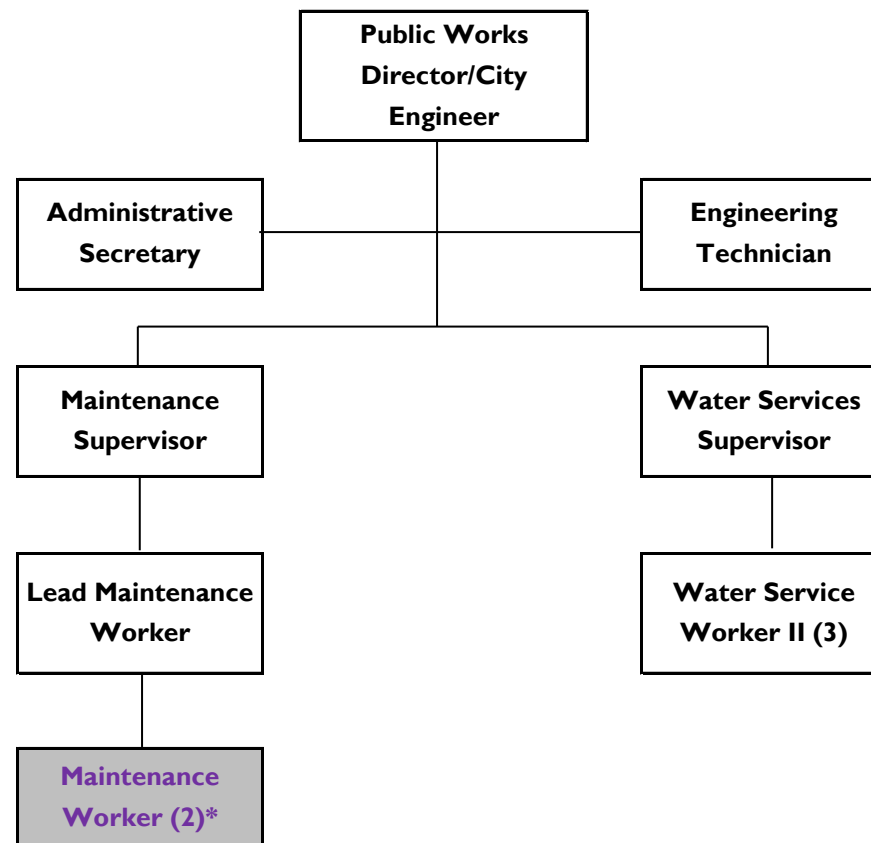 Public Works
Director/City
Engineer
Administrative
Secretary
Engineering
Technician
Maintenance
Supervisor
Water Services
Supervisor
Lead Maintenance
Worker
Water Service
Worker II (3)
Maintenance
Worker (2)*